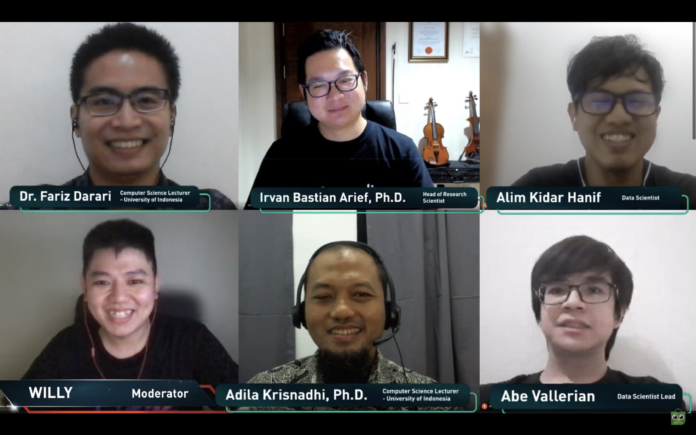 Dr. Fariz Darari
Computer Science Lecturer
- University of Indonesia
Irvan Bastian Arief, Ph.D.
Head of Research
Scientist
Alim Kidar Hanif
Data Scientist
WILLY
Moderator
Adila Krisnadhi, Ph.D.
Computer Science Lecturer
- University of Indonesia
Abe Vallerian
Data Scientist Lead